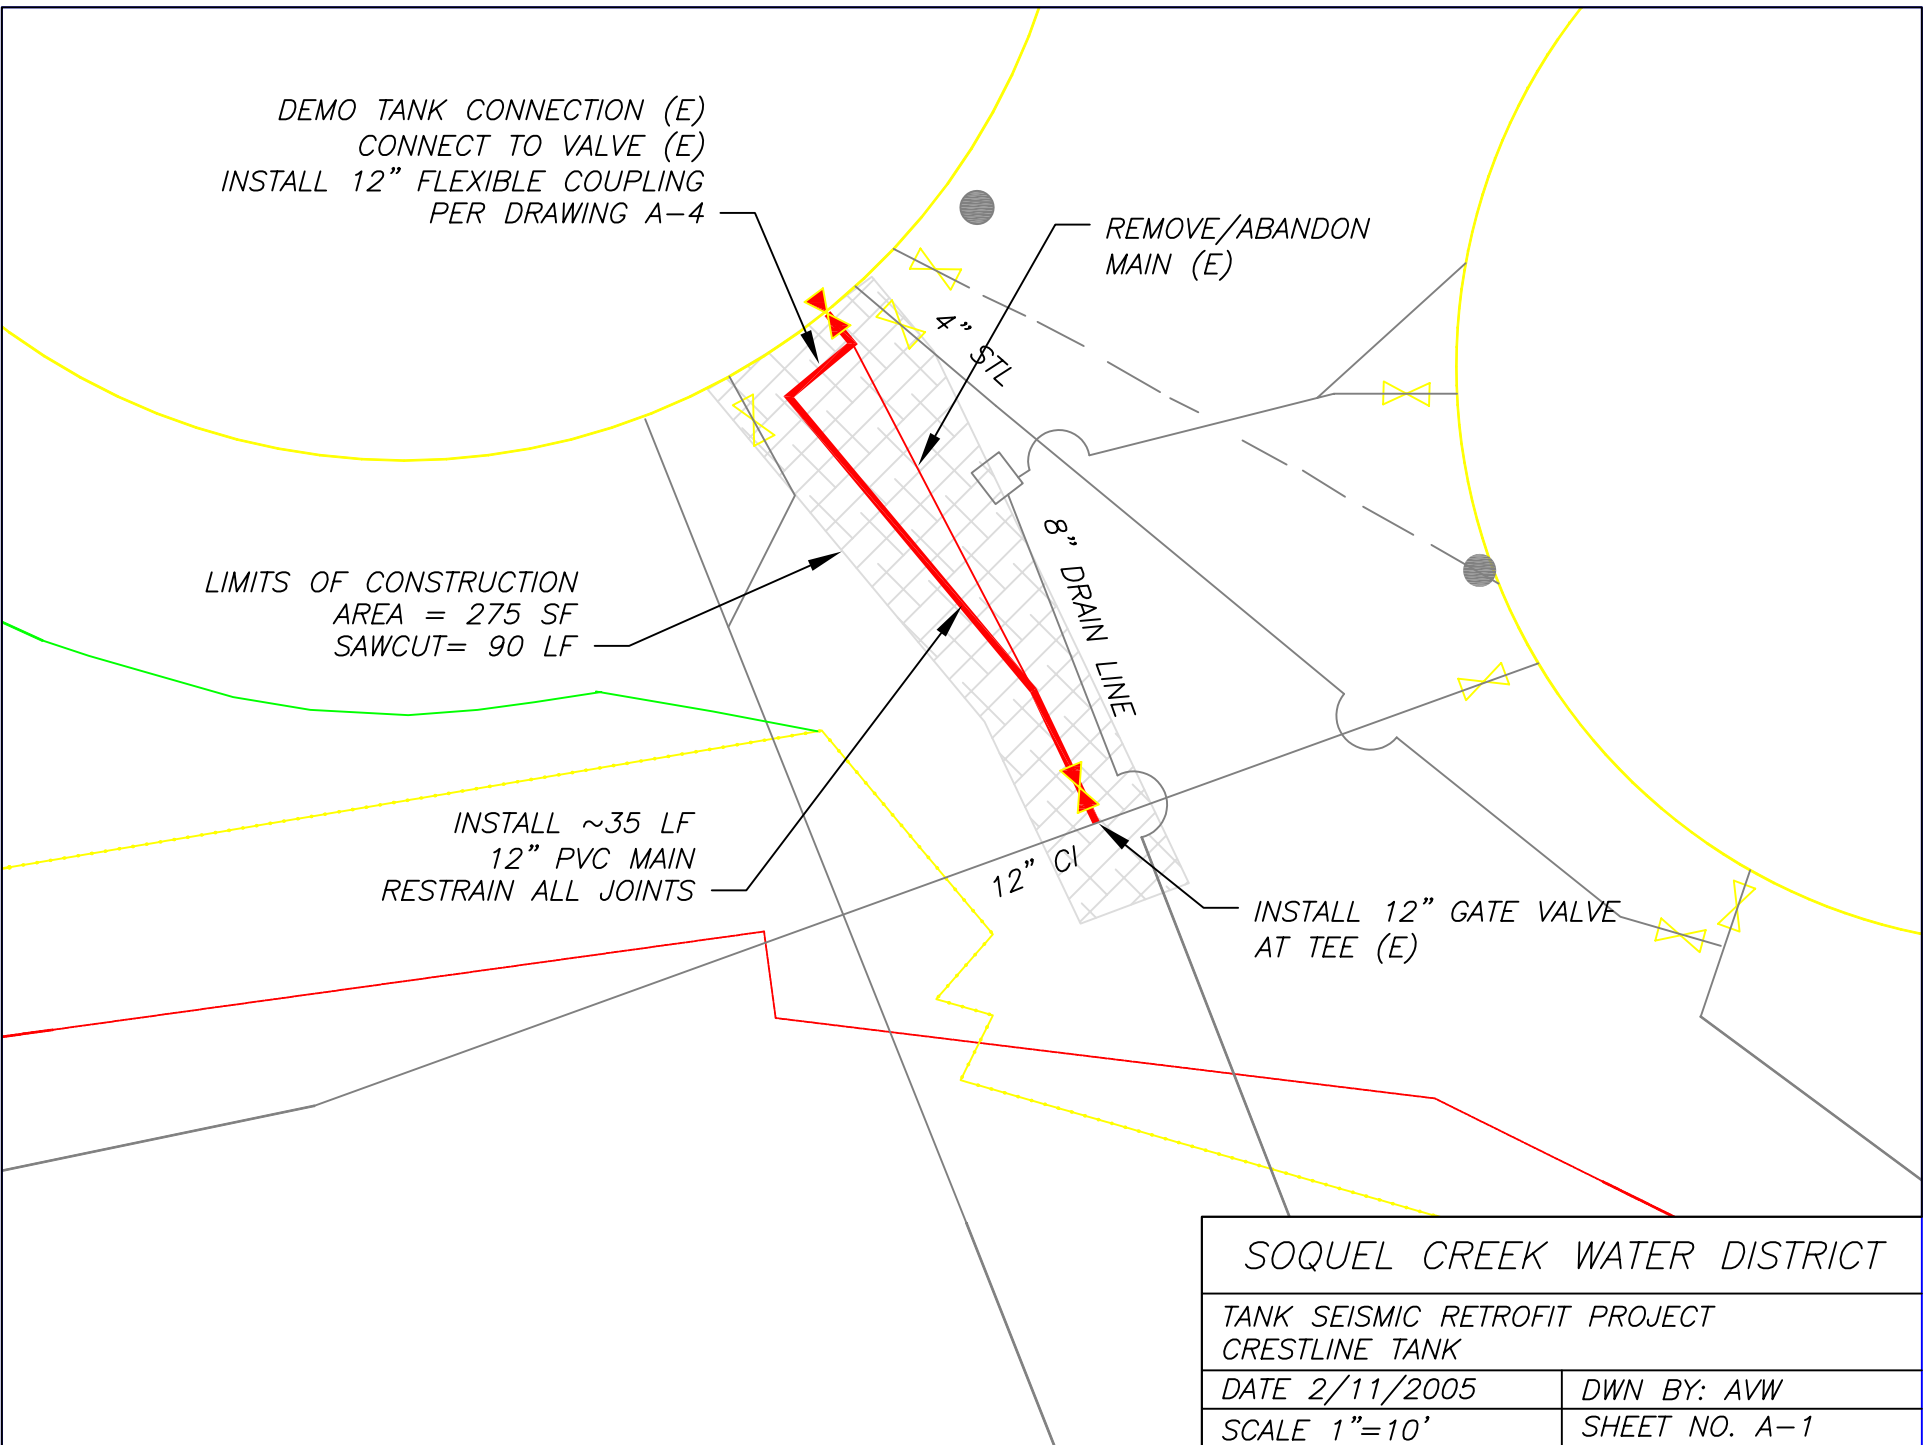 DEMO TANK CONNECTION (E)
CONNECT TO VALVE (E)
INSTALL 12" FLEXIBLE COUPLING
PER DRAWING A-4
REMOVE/ABANDON
MAIN (E)
4" STL
8" DRAIN LINE
LIMITS OF CONSTRUCTION
AREA = 275 SF
SAWCUT= 90 LF
INSTALL ~35 LF
12" PVC MAIN
RESTRAIN ALL JOINTS
12" CI
INSTALL 12" GATE VALVE
AT TEE (E)
SOQUEL CREEK WATER DISTRICT
TANK SEISMIC RETROFIT PROJECT
CRESTLINE TANK
DATE 2/11/2005
DWN BY: AVW
SCALE 1"=10'
SHEET NO. A-1